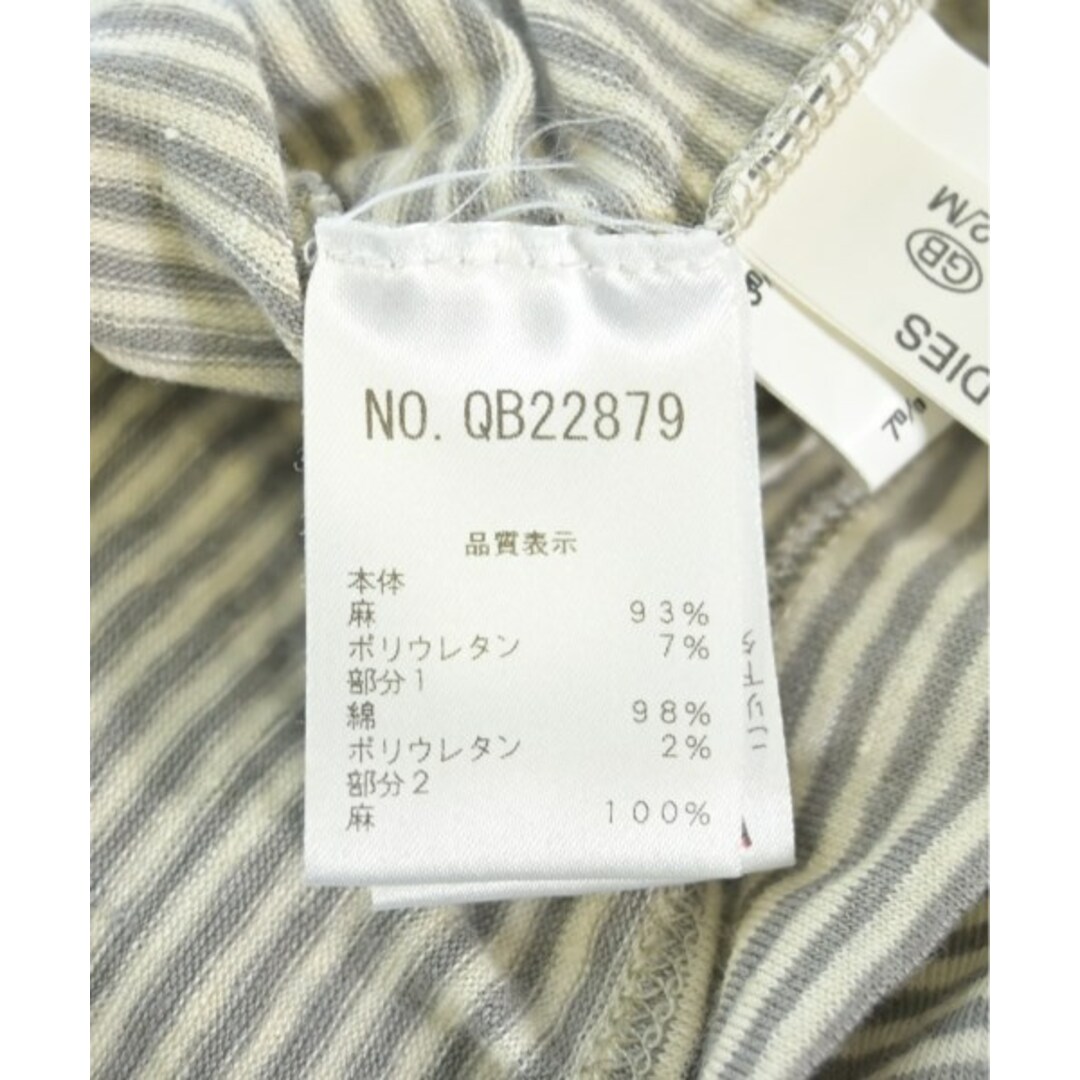 NO. QB22879
品質表示
本体
麻 93%
ポリウレタン 7%
部分1
綿 98%
ポリウレタン 2%
部分2
麻 100%
GB
2/M
DIES